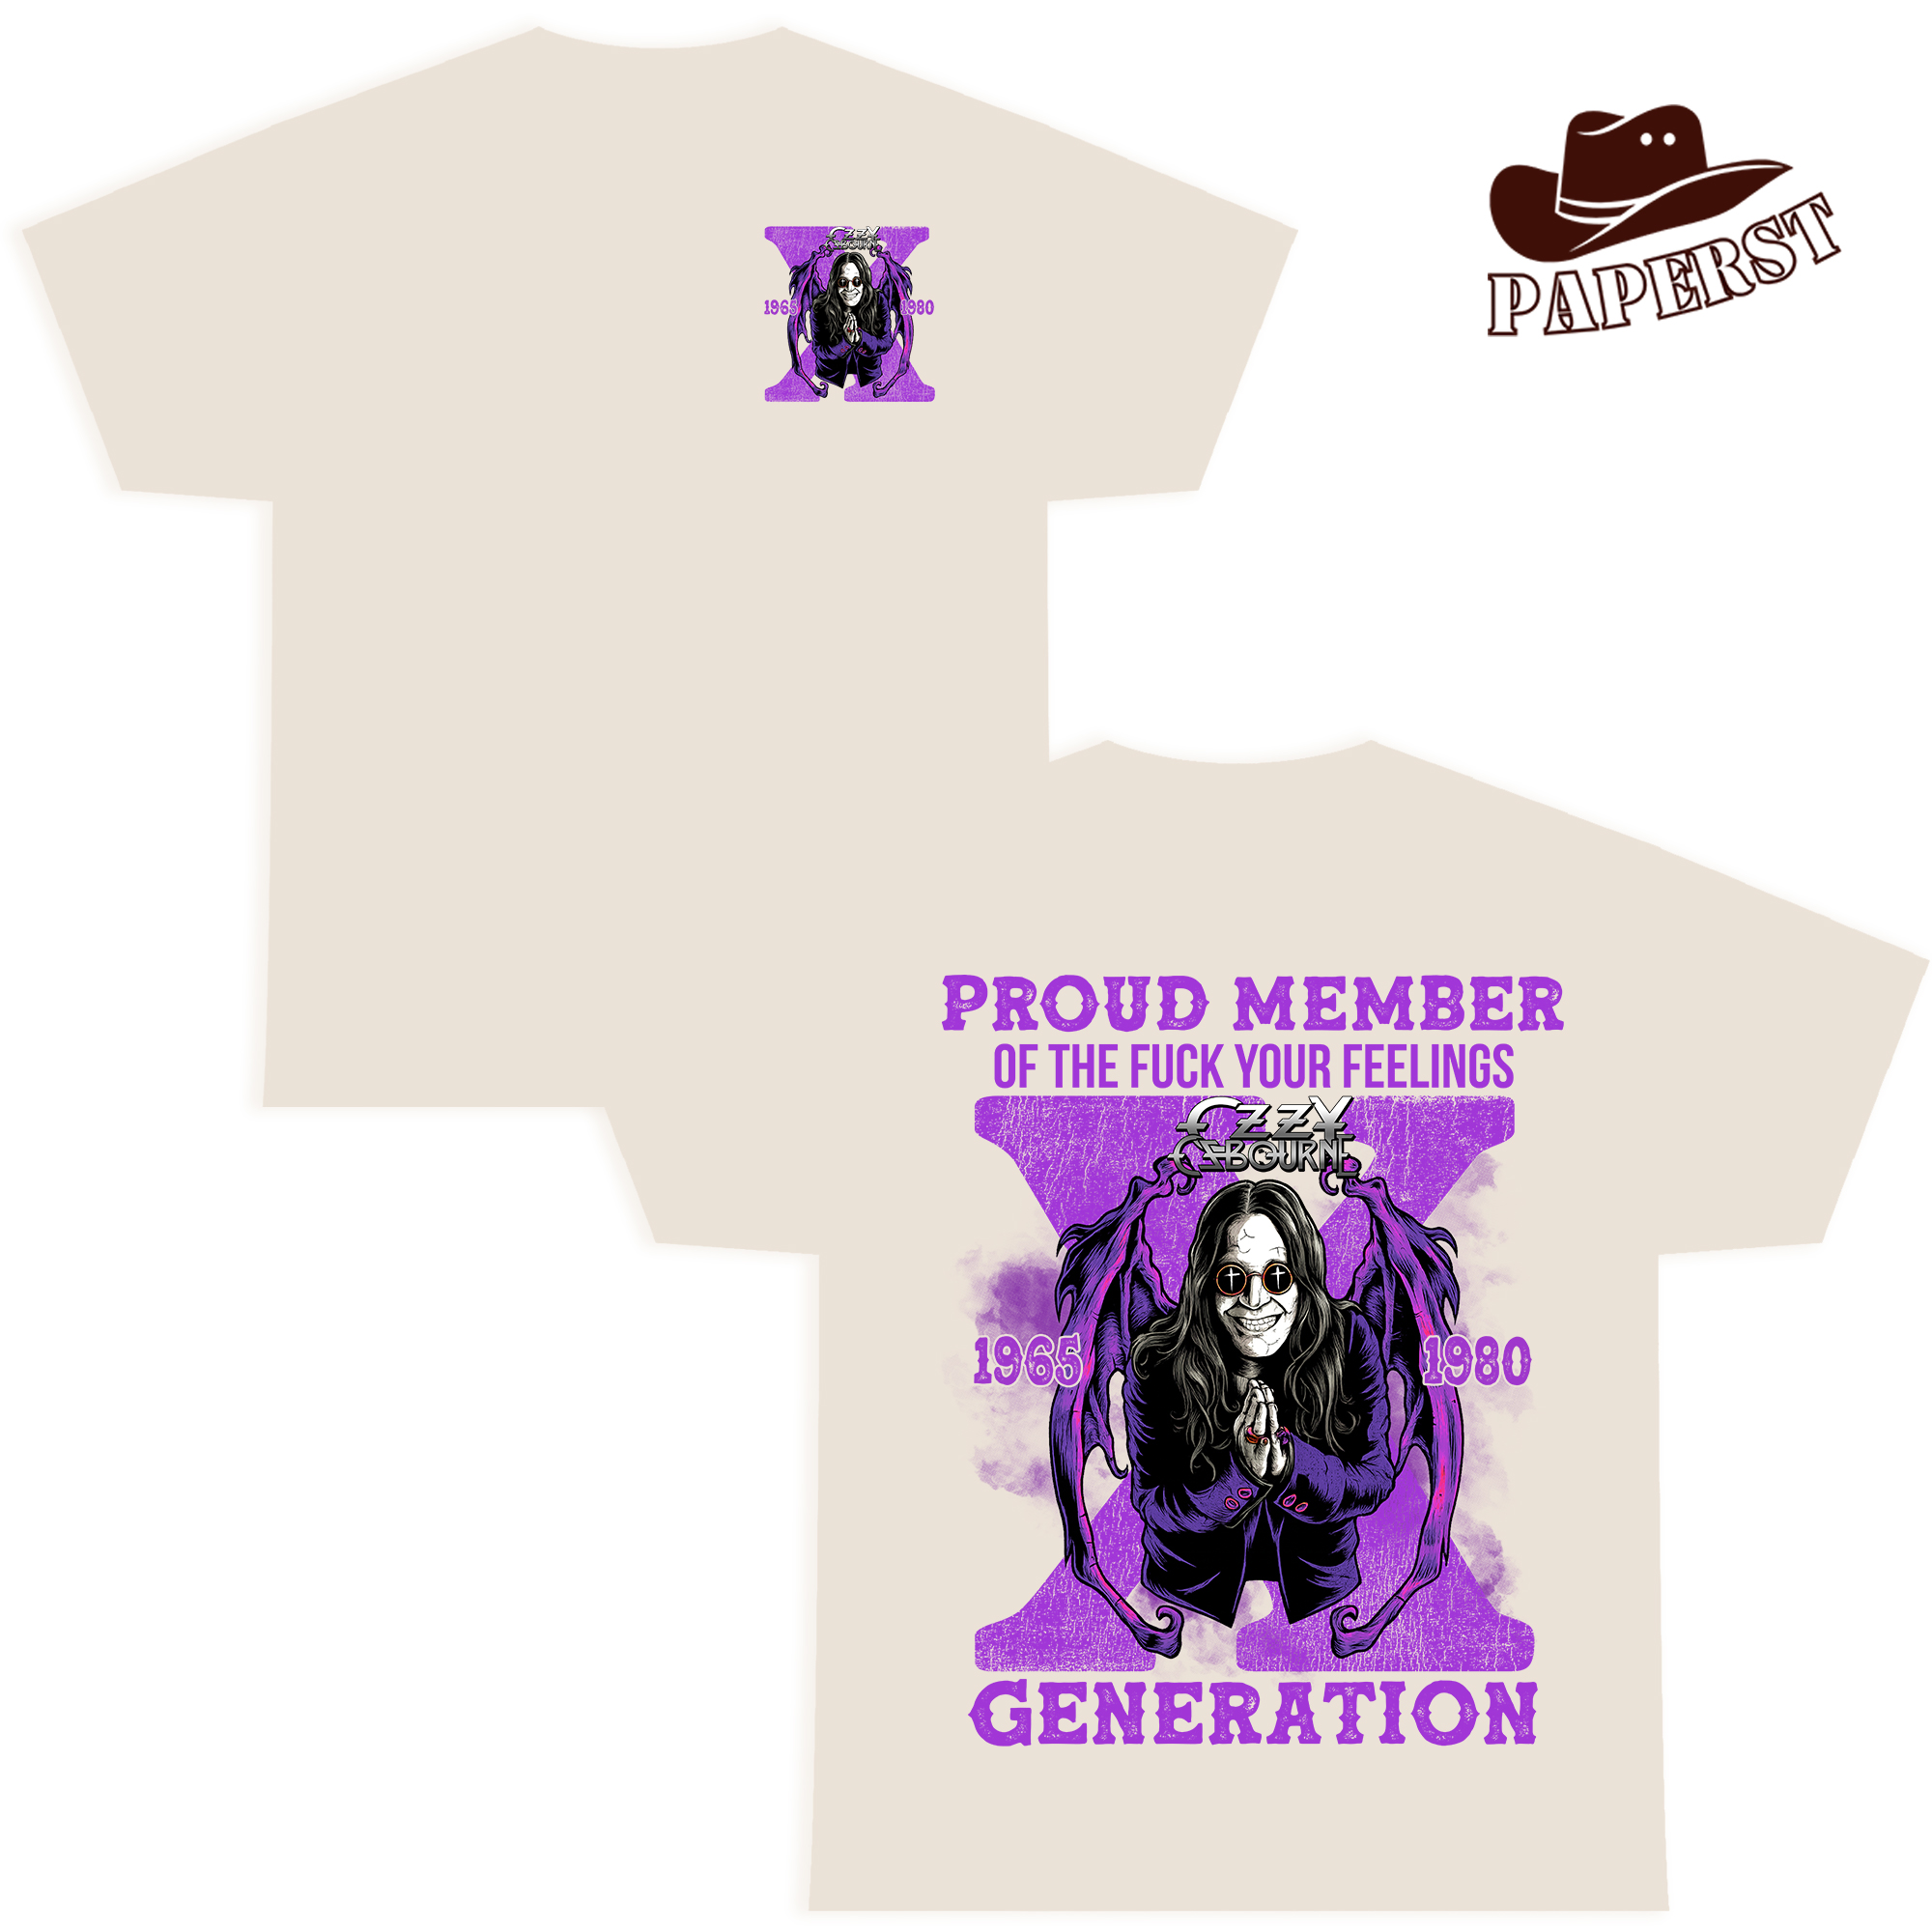 OZZY
OSBOURNE
1965 1980
PAPERST
PROUD MEMBER
OF THE FUCK YOUR FEELINGS
X
OZZY
OSBOURNE
1965 1980
GENERATION